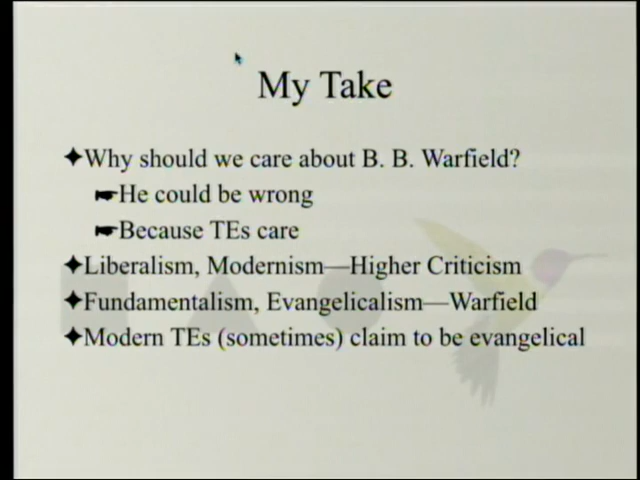 My Take
Why should we care about B. B. Warfield?
He could be wrong
Because TEs care
Liberalism, Modernism—Higher Criticism
Fundamentalism, Evangelicalism—Warfield
Modern TEs (sometimes) claim to be evangelical